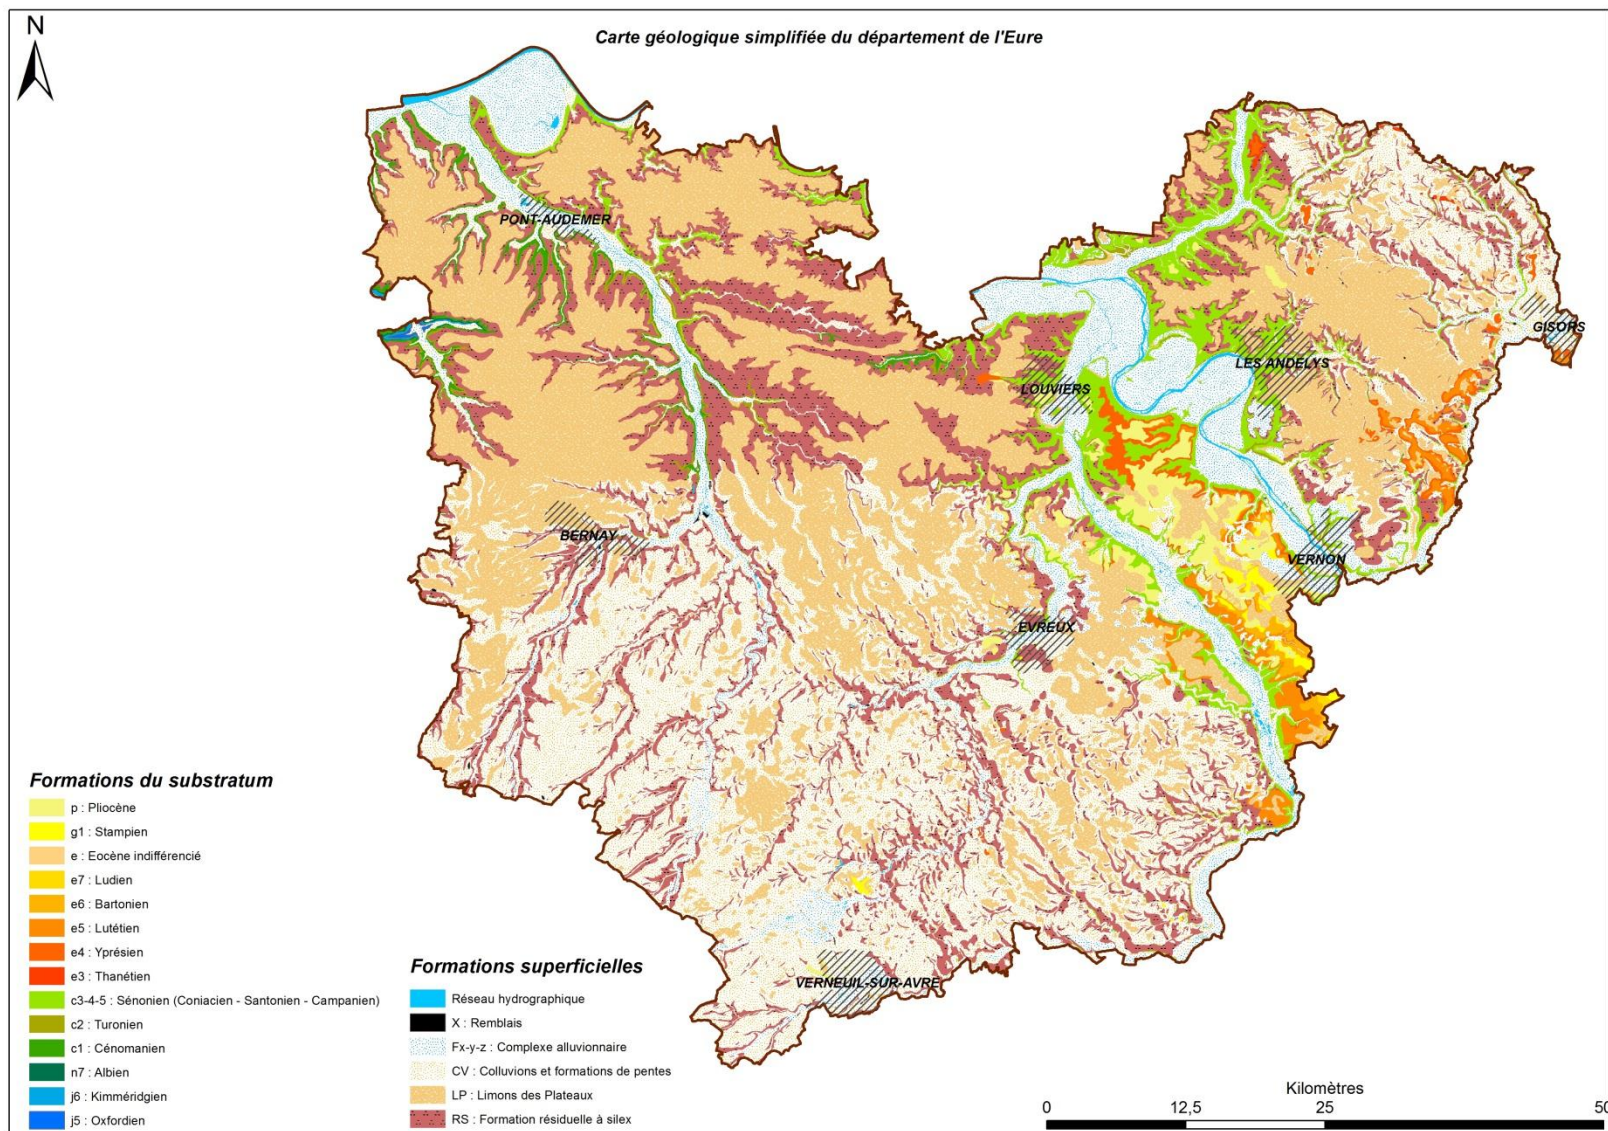 N
Carte géologique simplifiée du département de l'Eure
PONT-AUDEMER
GISORS
LES ANDELYS
LOUVIERS
BERNAY
VERNON
EVREUX
VERNEUIL-SUR-AVRE
Formations du substratum
p : Pliocène
g1 : Stampien
e : Eocène indifférencié
e7 : Ludien
e6 : Bartonien
e5 : Lutétien
e4 : Yprésien
e3 : Thanétien
c3-4-5 : Sénonien (Coniacien - Santonien - Campanien)
c2 : Turonien
c1 : Cénomanien
n7 : Albien
j6 : Kimméridgien
j5 : Oxfordien
Formations superficielles
Réseau hydrographique
X : Remblais
Fx-y-z : Complexe alluvionnaire
CV : Colluvions et formations de pentes
LP : Limons des Plateaux
RS : Formation résiduelle à silex
Kilomètres
0 12,5 25 50